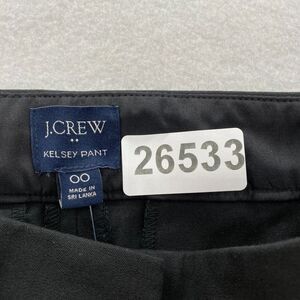 J.CREW
KELSEY PANT
00
MADE IN
SRI LANKA
26533